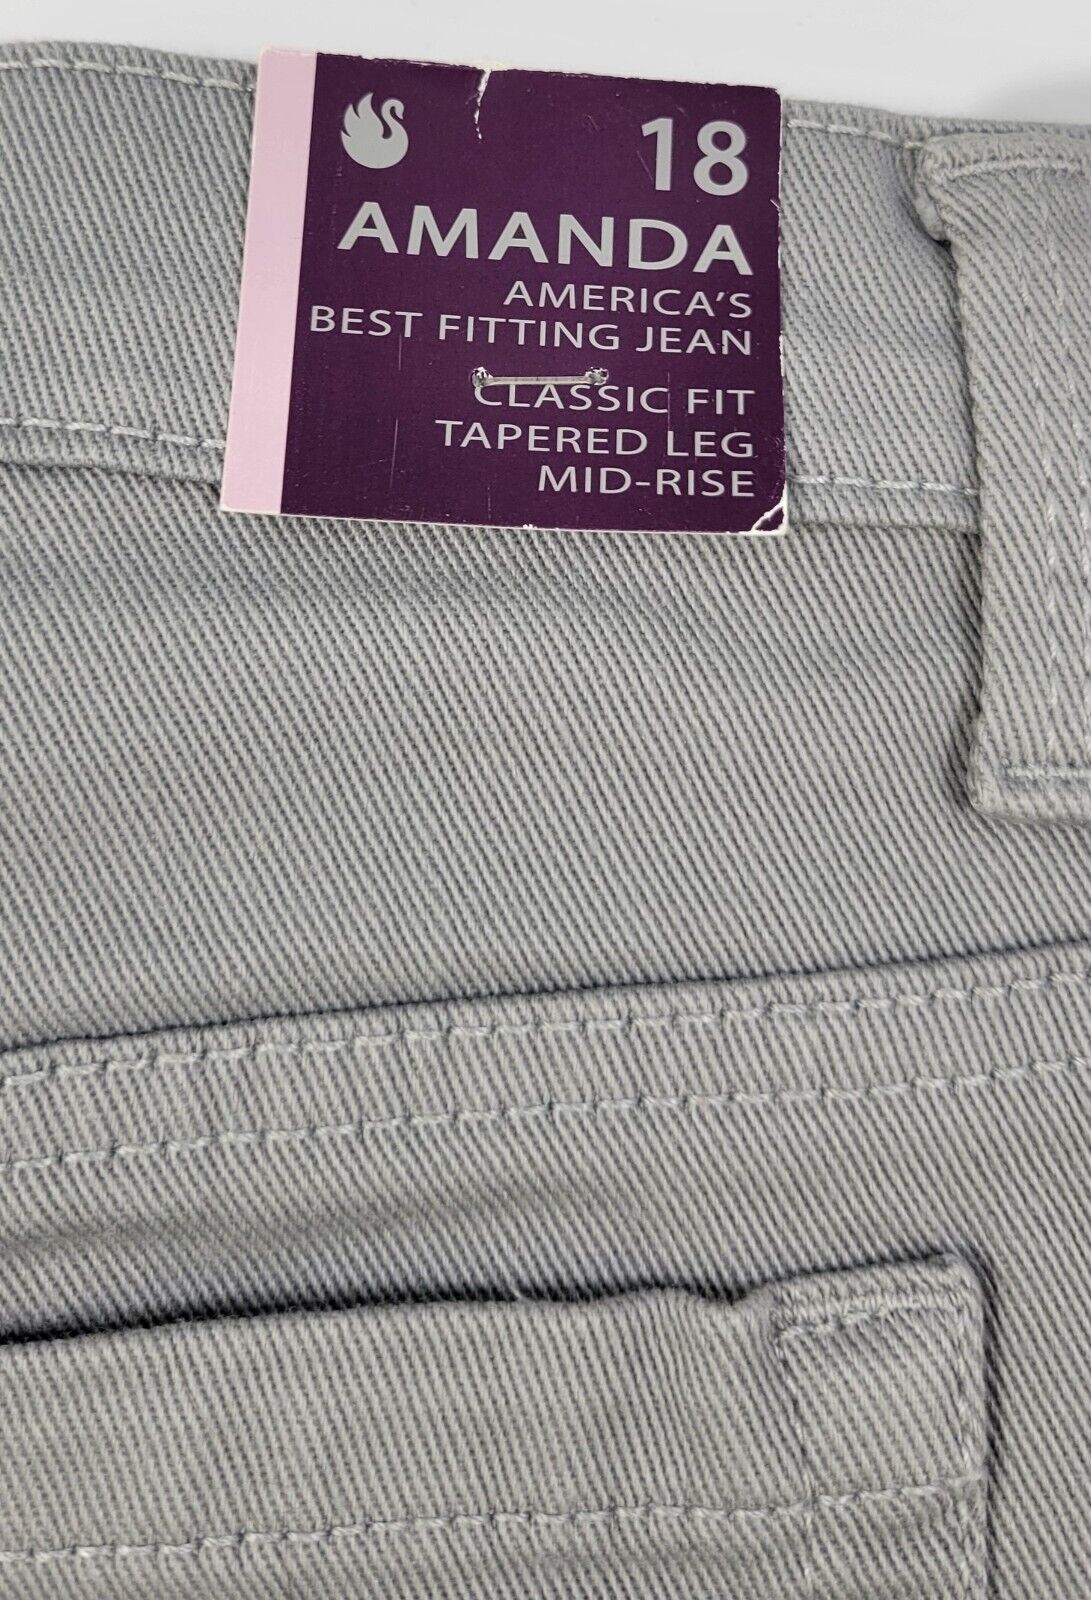 18
AMANDA
AMERICA'S
BEST FITTING JEAN
CLASSIC FIT
TAPERED LEG
MID-RISE